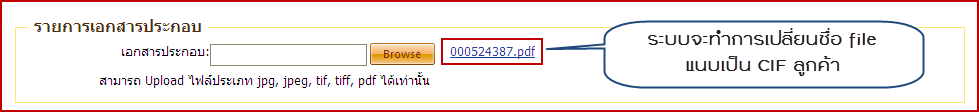 รายการเอกสารประกอบ
เอกสารประกอบ: Browse 000524387.pdf
สามารถ Upload ไฟล์ประเภท jpg, jpeg, tif, tiff, pdf ได้เท่านั้น
ระบบจะทำการเปลี่ยนชื่อ file
แนบเป็น CIF ลูกค้า